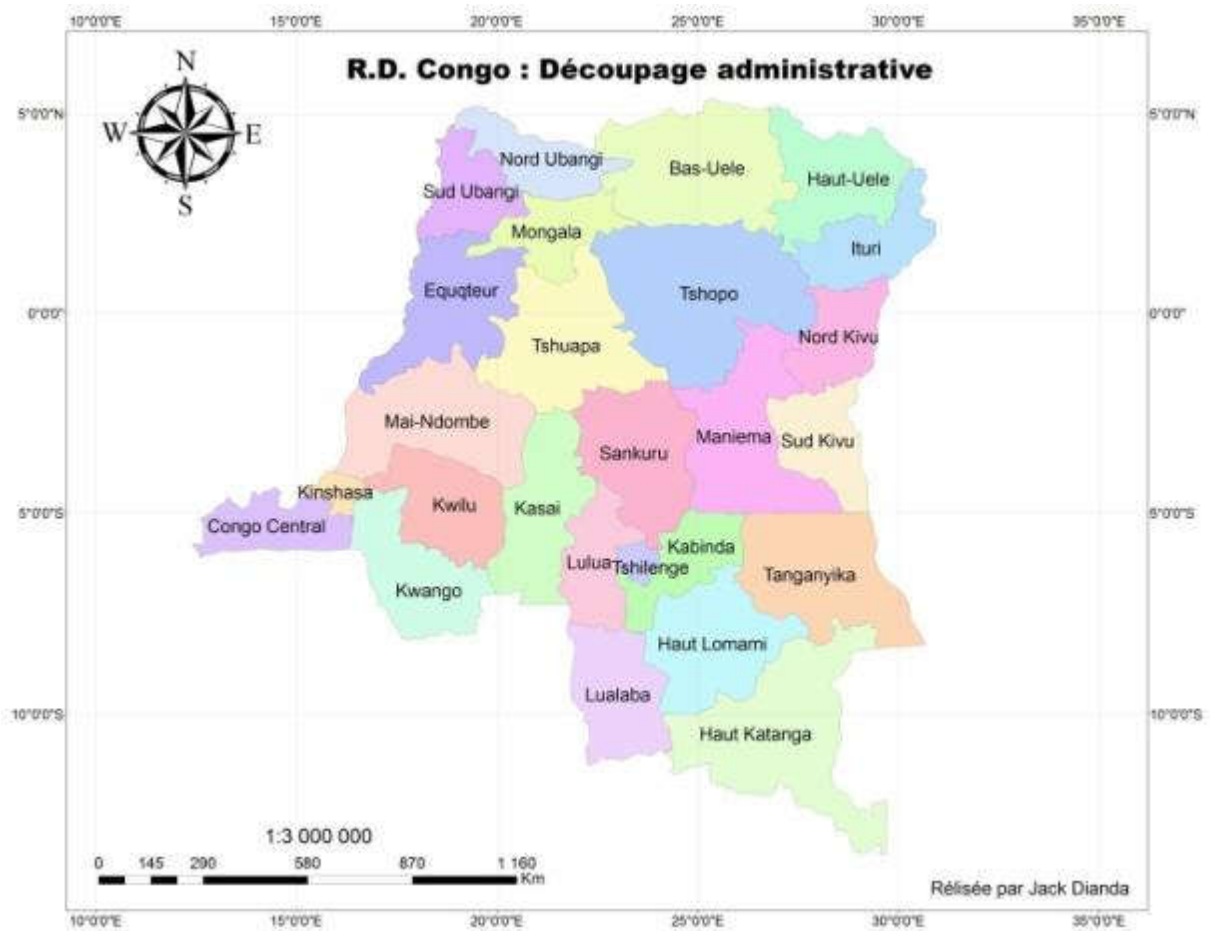 10°0'0"E 15°0'0"E 20°0'0"E 25°0'0"E 30°0'0"E 35°0'0"E
R.D. Congo : Découpage administrative
N
W E
S
5°0'0"N 5°0'0"N
Nord Ubangi
Bas-Uele
Haut-Uele
Sud Ubangi
Mongala
Ituri
Equqteur
Tshopo
0°0'0" 0°0'0"
Nord Kivu
Tshuapa
Mai-Ndombe
Maniema
Sud Kivu
Sankuru
Kinshasa
Kwilu
Kasai
5°0'0"S 5°0'0"S
Congo Central
Kabinda
Lulua
Tshilenge
Tanganyika
Kwango
Haut Lomami
Lualaba
10°0'0"S 10°0'0"S
Haut Katanga
1:3 000 000
0 145 290 580 870 1 160
Km
Rélisée par Jack Dianda
10°0'0"E 15°0'0"E 20°0'0"E 25°0'0"E 30°0'0"E 35°0'0"E